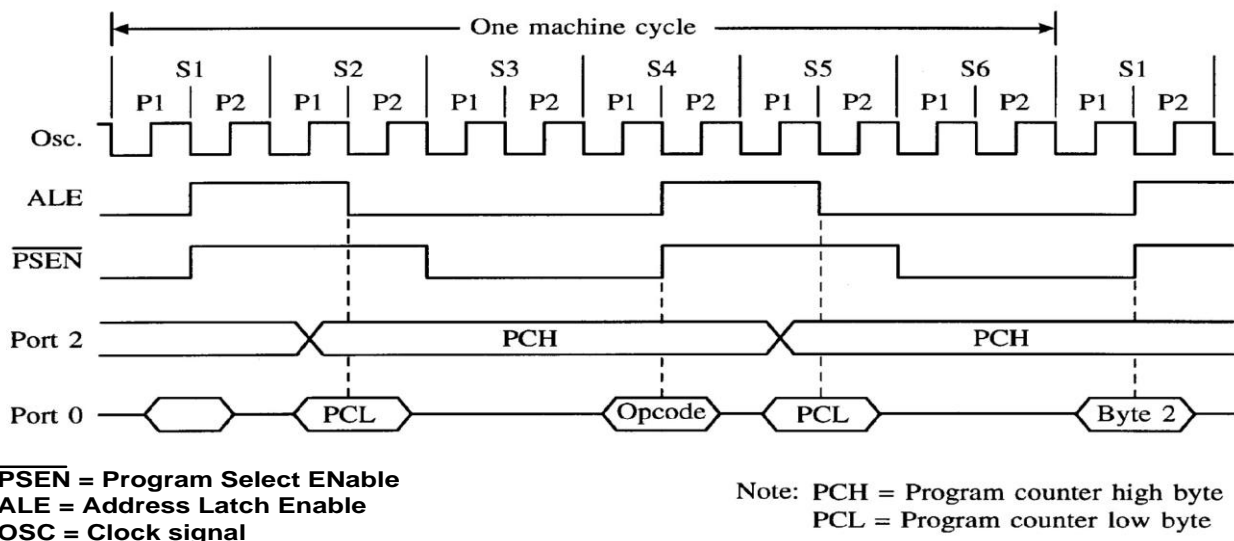 One machine cycle
S1 S2 S3 S4 S5 S6 S1
P1 P2 P1 P2 P1 P2 P1 P2 P1 P2 P1 P2 P1 P2
Osc.
ALE
PSEN
Port 2 PCH PCH
Port 0 PCL Opcode PCL Byte 2
PSEN = Program Select ENable
ALE = Address Latch Enable
OSC = Clock signal
Note: PCH = Program counter high byte
PCL = Program counter low byte